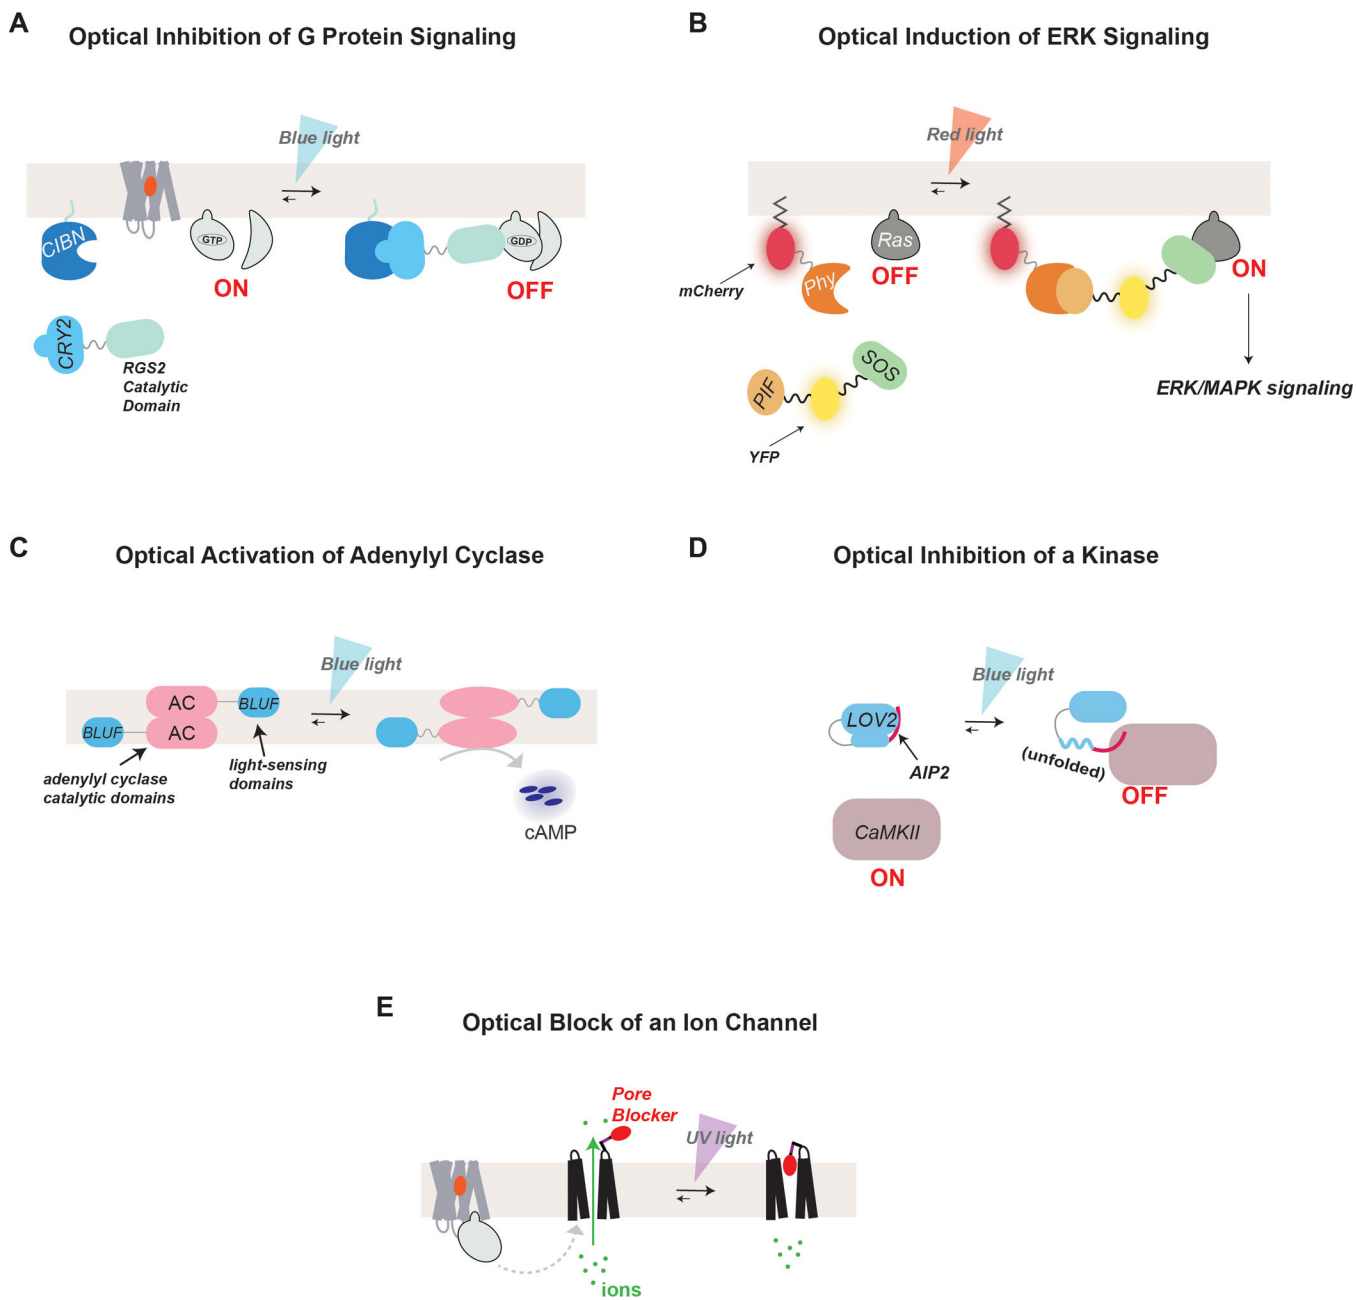 A
Optical Inhibition of G Protein Signaling
Blue light
CIBN
GTP
GDP
ON
OFF
CRY2
RGS2
Catalytic
Domain
B
Optical Induction of ERK Signaling
Red light
Ras
OFF
mCherry
Phy
ON
SOS
PIF
YFP
ERK/MAPK signaling
C
Optical Activation of Adenylyl Cyclase
Blue light
AC
BLUF
BLUF
AC
adenylyl cyclase
catalytic domains
light-sensing
domains
cAMP
D
Optical Inhibition of a Kinase
Blue light
LOV2
AIP2
(unfolded)
OFF
CaMKII
ON
E
Optical Block of an Ion Channel
Pore
Blocker
UV light
ions